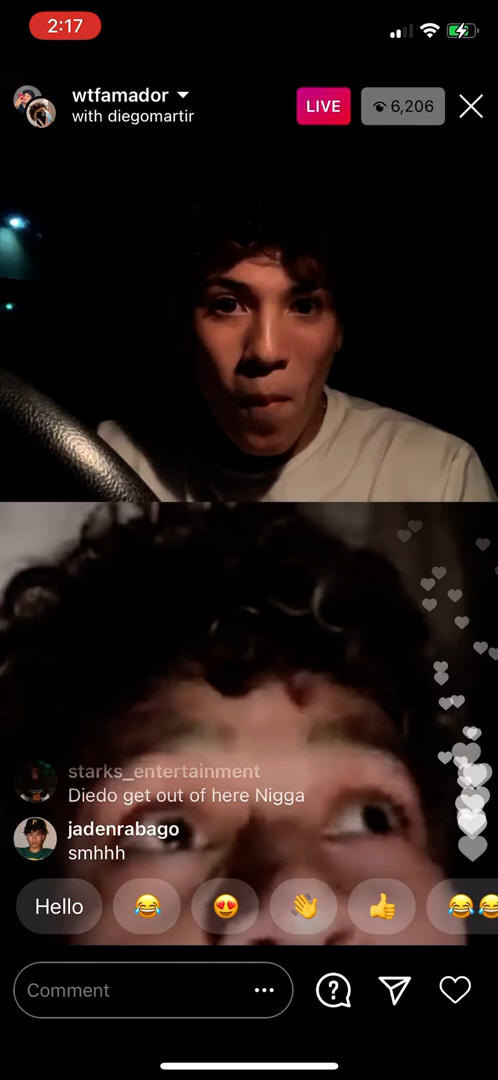 2:17
wtfamador
with diegomartir
LIVE
6,206
starks_entertainment
Diedo get out of here Nigga
jadenrabago
smhhh
Hello
Comment